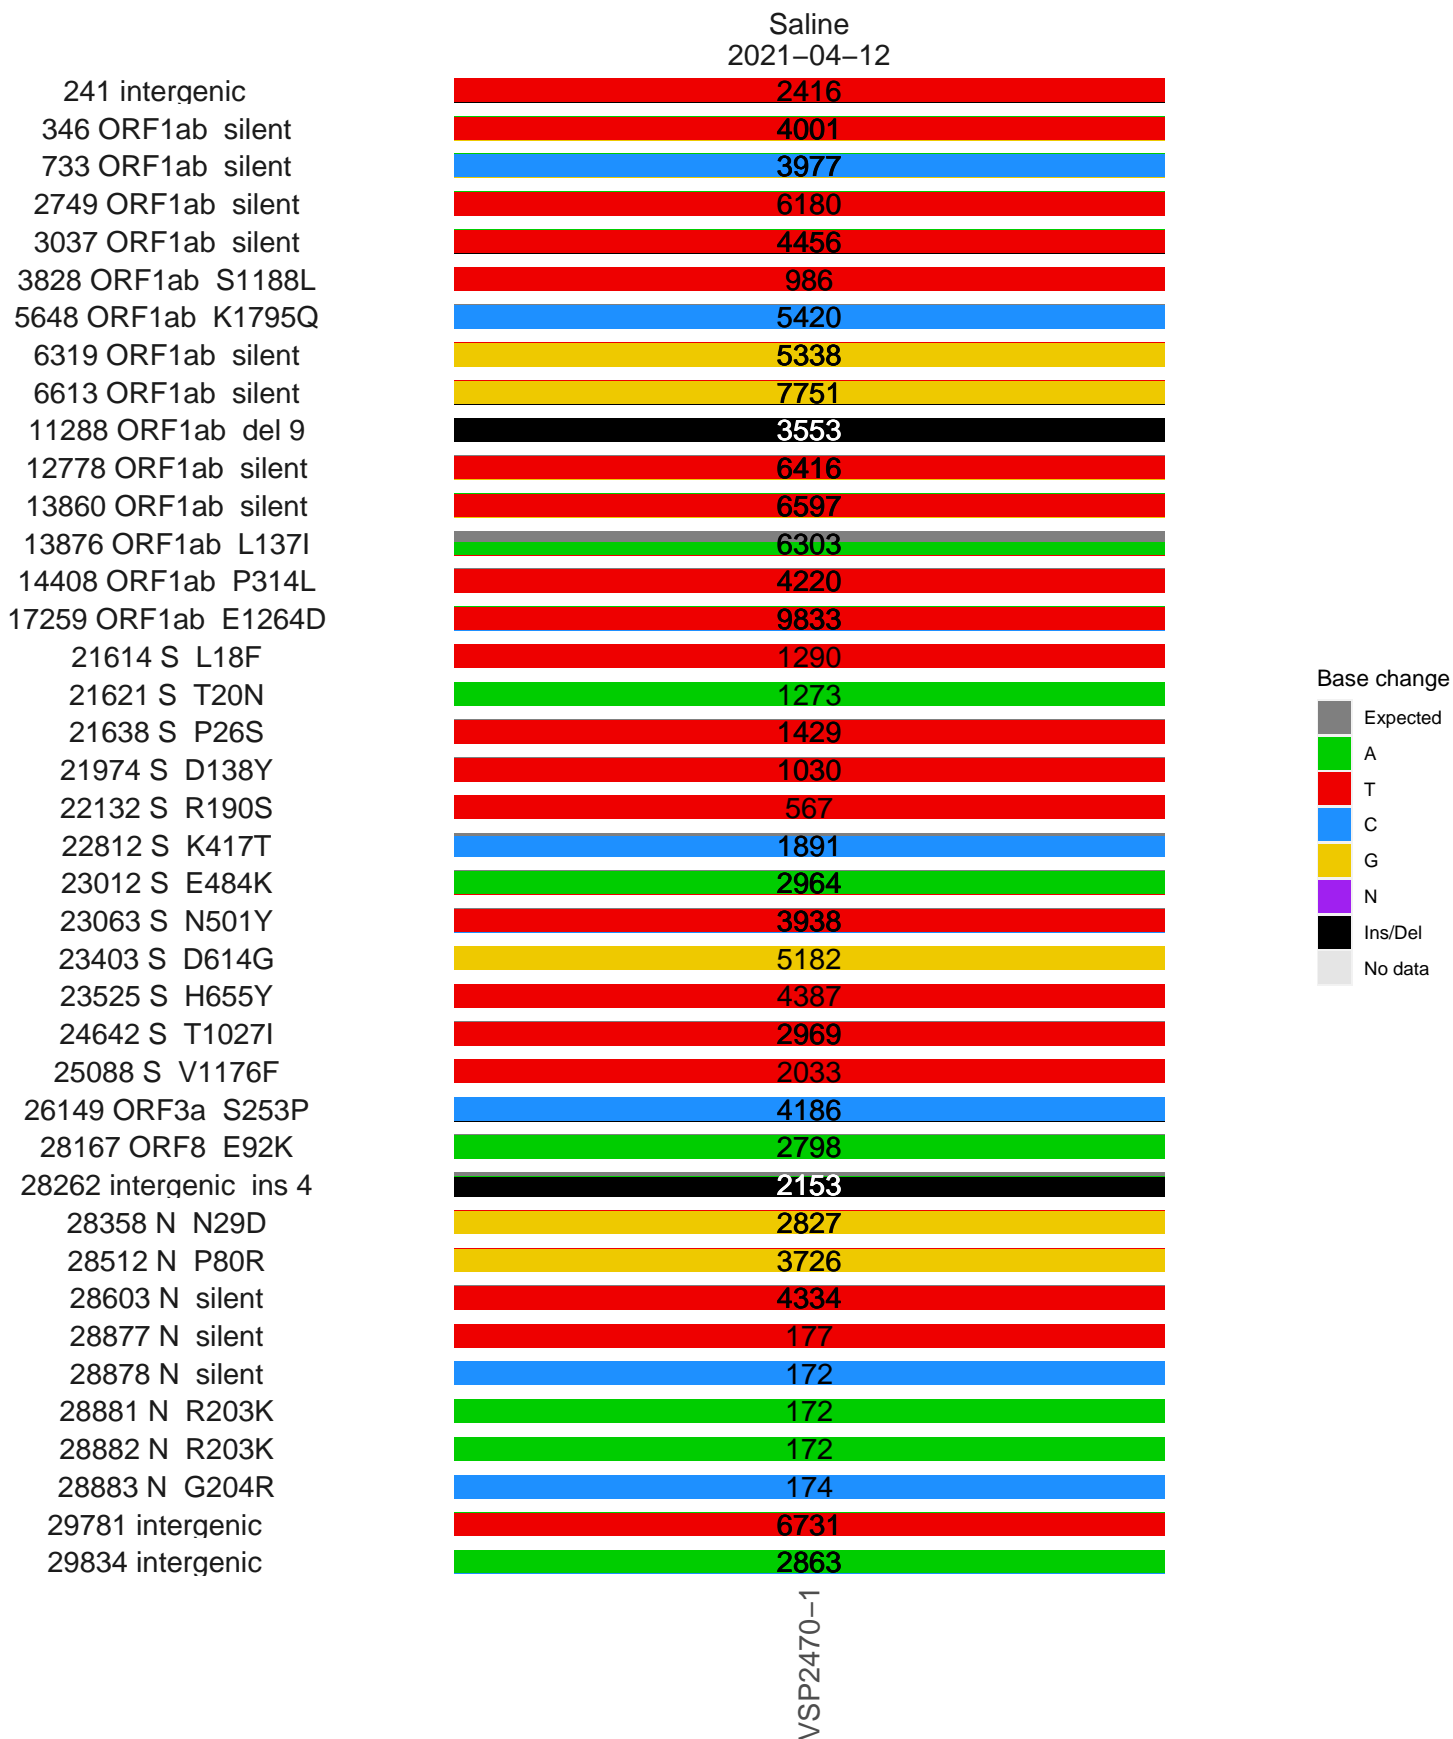 Saline
2021−04−12
241 intergenic 2416
346 ORF1ab silent 4001
733 ORF1ab silent 3977
2749 ORF1ab silent 6180
3037 ORF1ab silent 4456
3828 ORF1ab S1188L 986
5648 ORF1ab K1795Q 5420
6319 ORF1ab silent 5338
6613 ORF1ab silent 7751
11288 ORF1ab del 9 3553
12778 ORF1ab silent 6416
13860 ORF1ab silent 6597
13876 ORF1ab L137I 6303
14408 ORF1ab P314L 4220
17259 ORF1ab E1264D 9833
21614 S L18F 1290
21621 S T20N 1273
21638 S P26S 1429
21974 S D138Y 1030
22132 S R190S 567
22812 S K417T 1891
23012 S E484K 2964
23063 S N501Y 3938
23403 S D614G 5182
23525 S H655Y 4387
24642 S T1027I 2969
25088 S V1176F 2033
26149 ORF3a S253P 4186
28167 ORF8 E92K 2798
28262 intergenic ins 4 2153
28358 N N29D 2827
28512 N P80R 3726
28603 N silent 4334
28877 N silent 177
28878 N silent 172
28881 N R203K 172
28882 N R203K 172
28883 N G204R 174
29781 intergenic 6731
29834 intergenic 2863
VSP2470−1
Base change
Expected
A
T
C
G
N
Ins/Del
No data